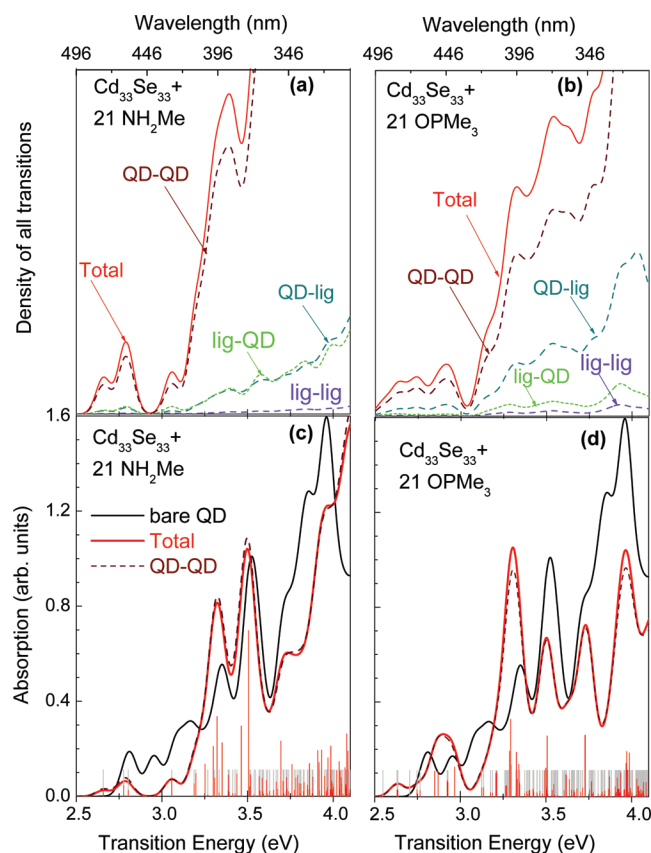 Wavelength (nm)
Wavelength (nm)
496 446 396 346
496 446 396 346
Cd33Se33+
21 NH2Me
(a)
Cd33Se33+
21 OPMe3
(b)
Density of all transitions
QD-QD
Total
lig-QD
QD-lig
lig-lig
Total
QD-QD
QD-lig
lig-QD
lig-lig
Cd33Se33+
21 NH2Me
(c)
bare QD
Total
QD-QD
Cd33Se33+
21 OPMe3
(d)
Absorption (arb. units)
1.6
1.2
0.8
0.4
0.0
2.5 3.0 3.5 4.0
2.5 3.0 3.5 4.0
Transition Energy (eV)
Transition Energy (eV)